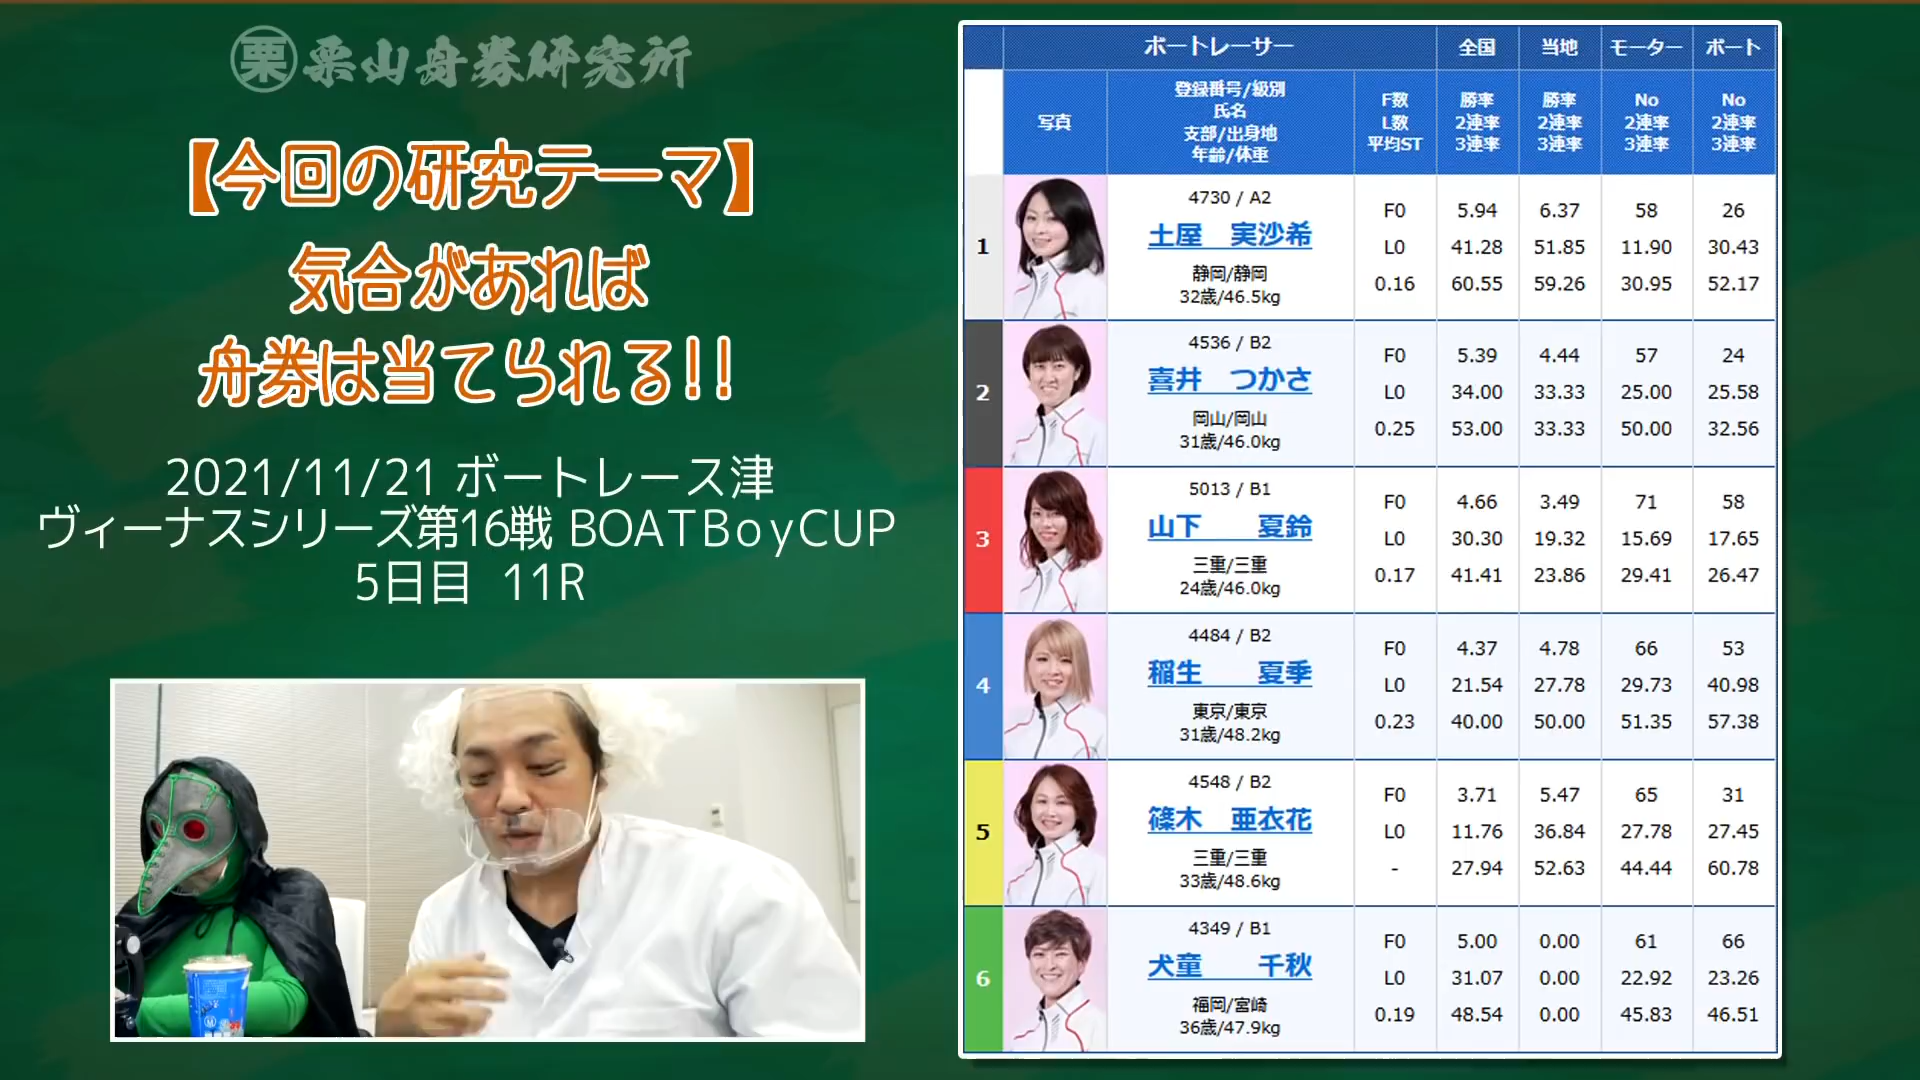 栗 栗山舟券研究所
【今回の研究テーマ】
気合があれば
舟券は当てられる!!
2021/11/21 ボートレース津
ヴィーナスシリーズ第16戦 BOATBoyCUP
5日目 11R
ボートレーサー 全国 当地 モーター ボート
写真
登録番号/級別
氏名
支部/出身地
年齢/体重
F数
L数
平均ST
勝率
2連率
3連率
勝率
2連率
3連率
No
2連率
3連率
No
2連率
3連率
1
4730 / A2
土屋 実沙希
静岡/静岡
32歳/46.5kg
F0 5.94 6.37 58 26
L0 41.28 51.85 11.90 30.43
0.16 60.55 59.26 30.95 52.17
2
4536 / B2
喜井 つかさ
岡山/岡山
31歳/46.0kg
F0 5.39 4.44 57 24
L0 34.00 33.33 25.00 25.58
0.25 53.00 33.33 50.00 32.56
3
5013 / B1
山下 夏鈴
三重/三重
24歳/46.0kg
F0 4.66 3.49 71 58
L0 30.30 19.32 15.69 17.65
0.17 41.41 23.86 29.41 26.47
4
4484 / B2
稲生 夏季
東京/東京
31歳/48.2kg
F0 4.37 4.78 66 53
L0 21.54 27.78 29.73 40.98
0.23 40.00 50.00 51.35 57.38
5
4548 / B2
篠木 亜衣花
三重/三重
33歳/48.6kg
F0 3.71 5.47 65 31
L0 11.76 36.84 27.78 27.45
- 27.94 52.63 44.44 60.78
6
4349 / B1
犬童 千秋
福岡/宮崎
36歳/47.9kg
F0 5.00 0.00 61 66
L0 31.07 0.00 22.92 23.26
0.19 48.54 0.00 45.83 46.51